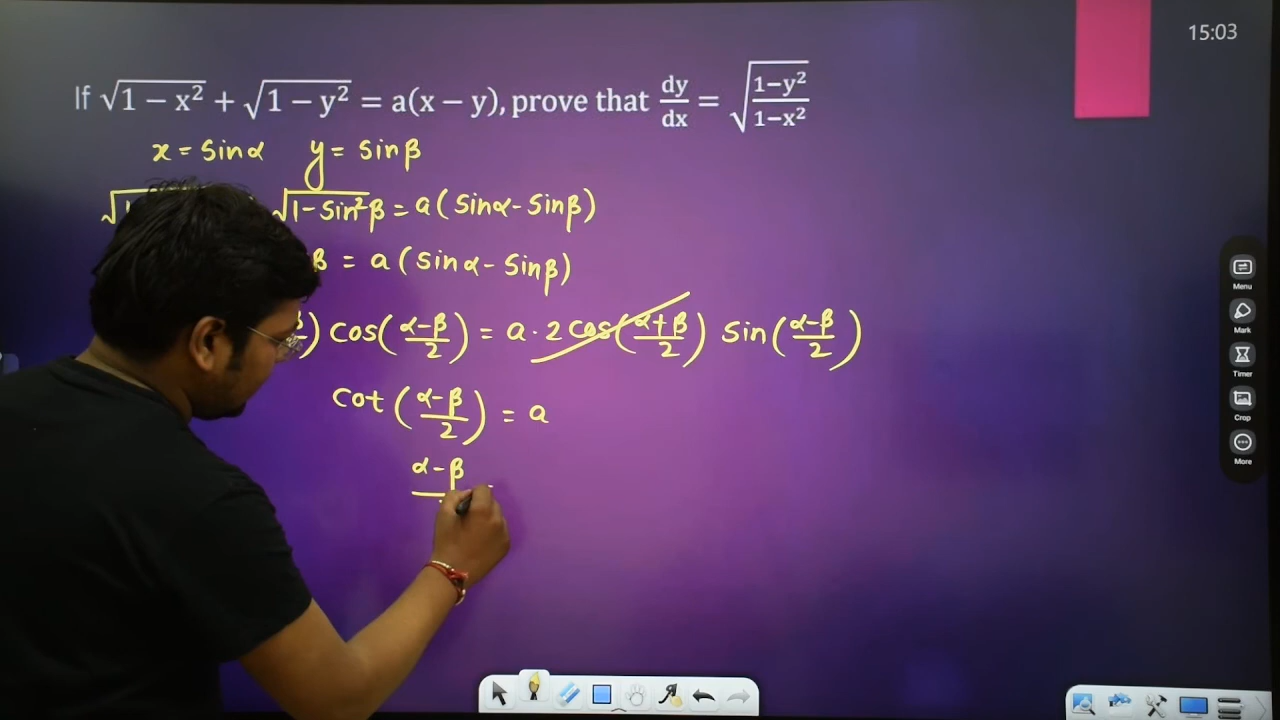 15:03
If √1 − x² + √1 − y² = a(x − y), prove that dy/dx = √1−y²/1−x²
x = Sinα y = Sinβ
√1-Sin²β = a(Sinα-Sinβ)
β = a(Sinα-Sinβ)
) Cos(α-β/2) = a·2 Cos(α+β/2) Sin(α-β/2)
Cot(α-β/2) = a
α-β
Menu
Mark
Timer
Crop
More